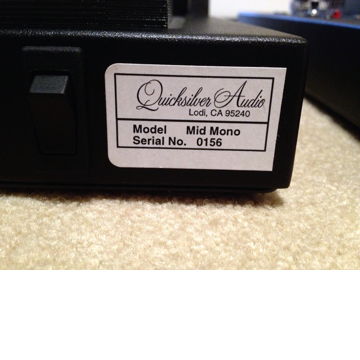 Quicksilver Audio
Lodi, CA 95240
Model Mid Mono
Serial No. 0156